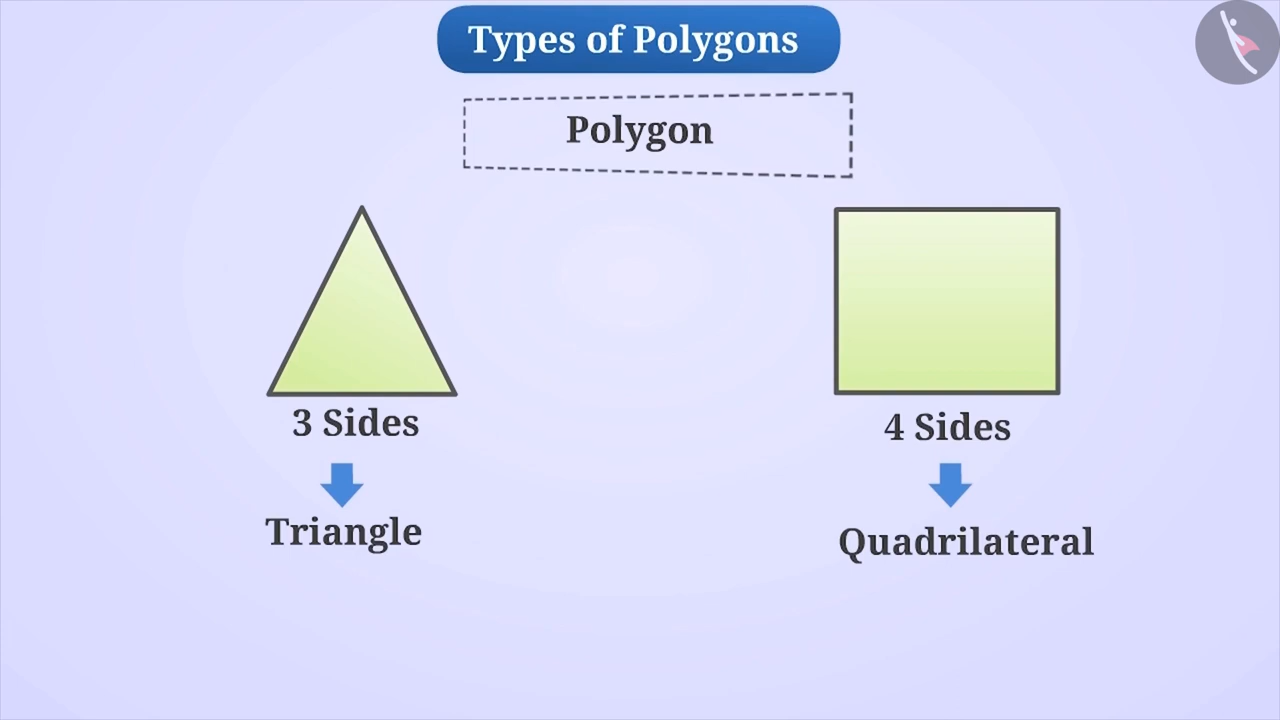 Types of Polygons
Polygon
3 Sides
4 Sides
Triangle
Quadrilateral